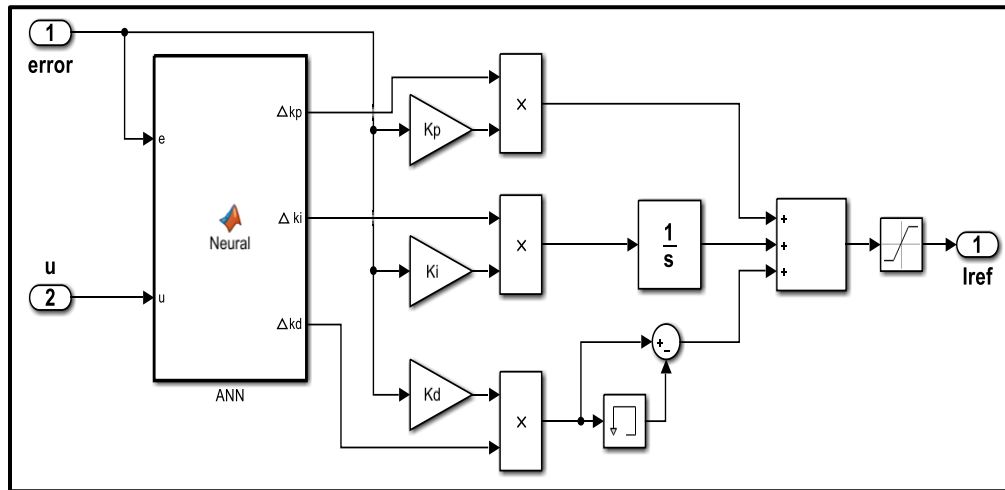 1
error
e
Neural
Δkp
Δ ki
Δkd
u
2
u
ANN
Kp
Ki
Kd
×
×
×
1
s
+
+
+
+
−
1
Iref